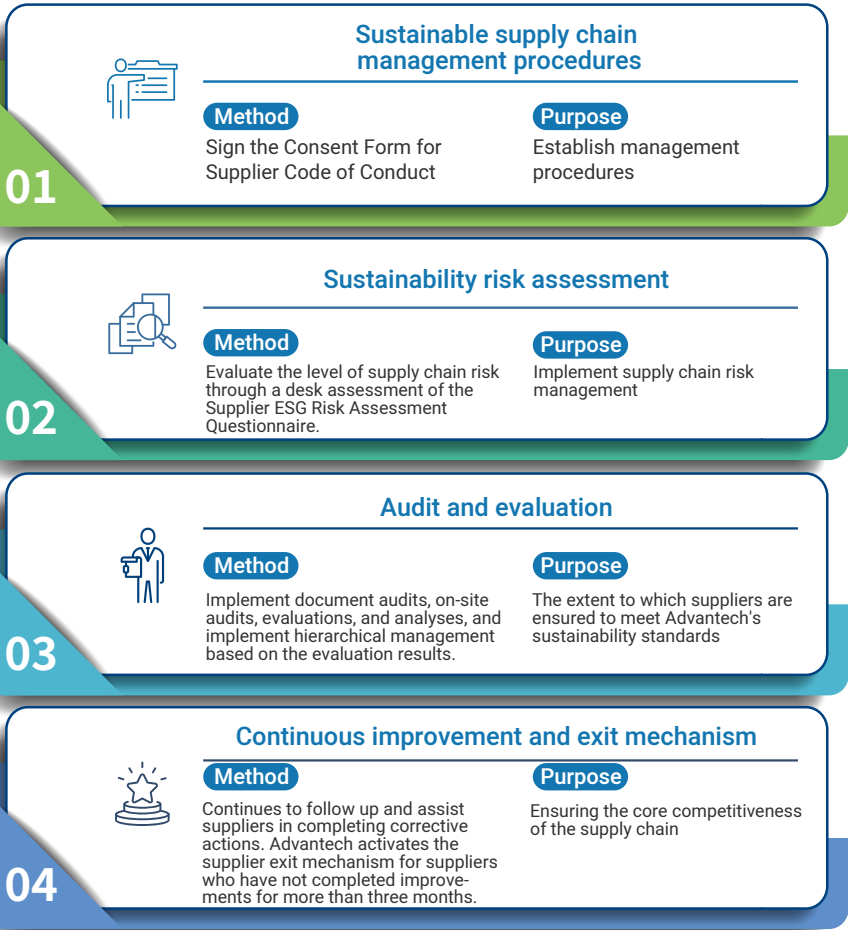 Sustainable supply chain
management procedures
Method
Purpose
Sign the Consent Form for
Supplier Code of Conduct
Establish management
procedures
01
Sustainability risk assessment
Method
Purpose
Evaluate the level of supply chain risk
through a desk assessment of the
Supplier ESG Risk Assessment
Questionnaire.
Implement supply chain risk
management
02
Audit and evaluation
Method
Purpose
Implement document audits, on-site
audits, evaluations, and analyses, and
implement hierarchical management
based on the evaluation results.
The extent to which suppliers are
ensured to meet Advantech's
sustainability standards
03
Continuous improvement and exit mechanism
Method
Purpose
Continues to follow up and assist
suppliers in completing corrective
actions. Advantech activates the
supplier exit mechanism for suppliers
who have not completed improve-
ments for more than three months.
Ensuring the core competitiveness
of the supply chain
04